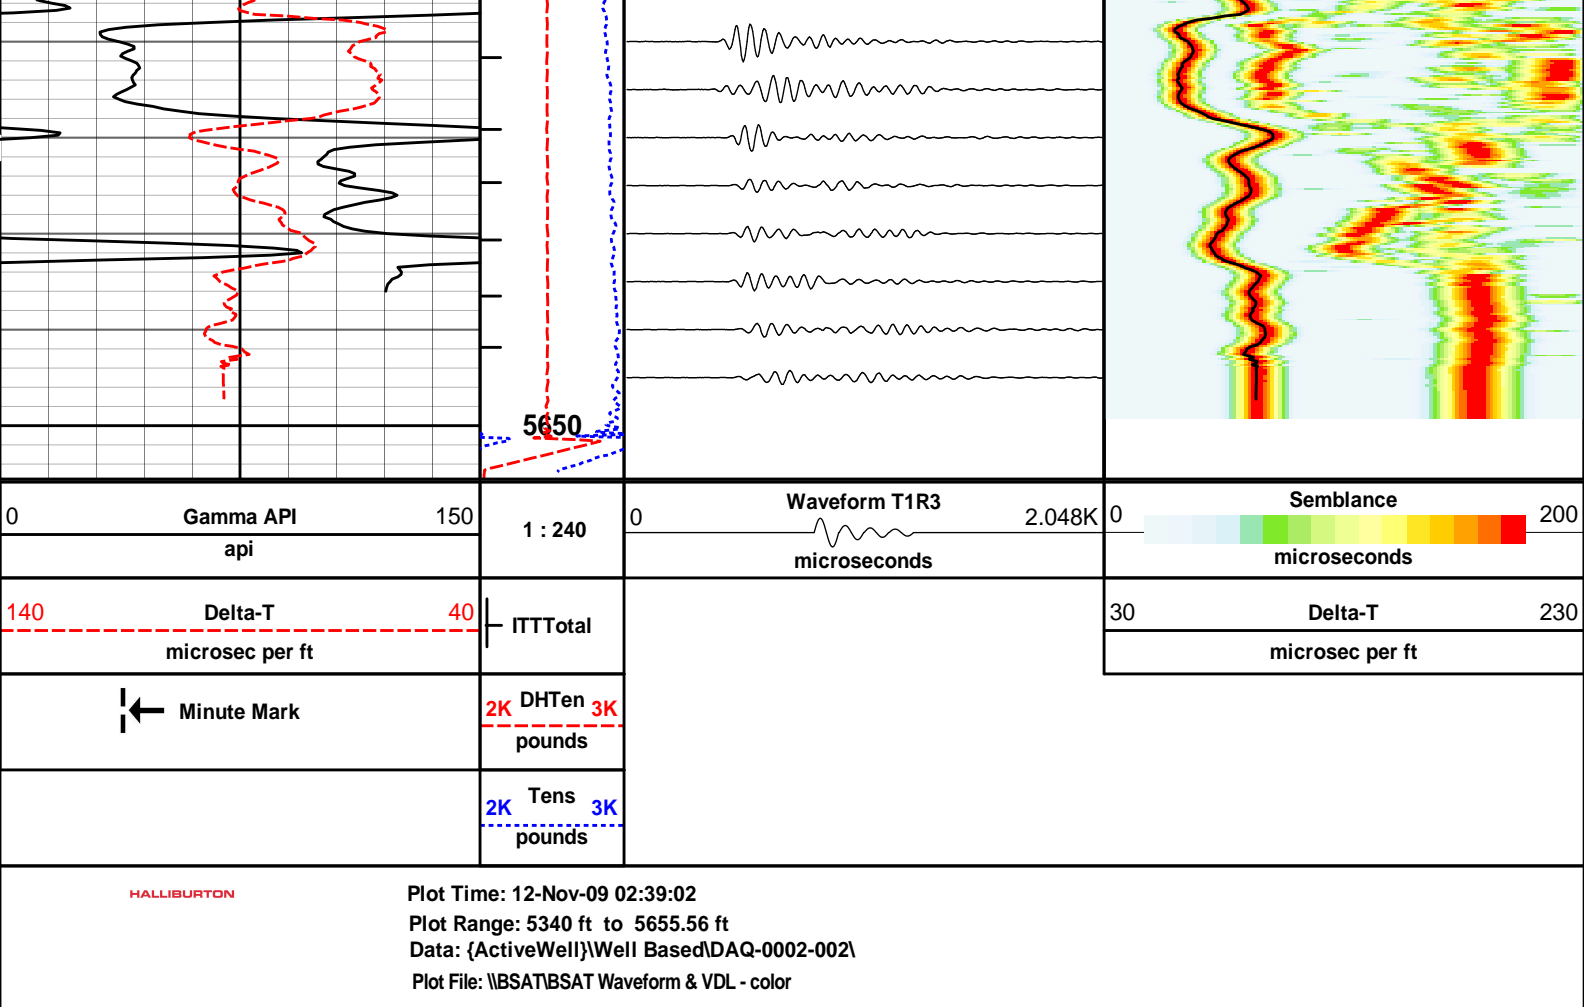 5650
0 Gamma API 150
api
1 : 240
0 Waveform T1R3 2.048K
microseconds
0 Semblance 200
microseconds
140 Delta-T 40
microsec per ft
ITTTotal
30 Delta-T 230
microsec per ft
Minute Mark
2K DHTen 3K
pounds
2K Tens 3K
pounds
HALLIBURTON
Plot Time: 12-Nov-09 02:39:02
Plot Range: 5340 ft to 5655.56 ft
Data: {ActiveWell}\Well Based\DAQ-0002-002\
Plot File: \\BSAT\BSAT Waveform & VDL - color